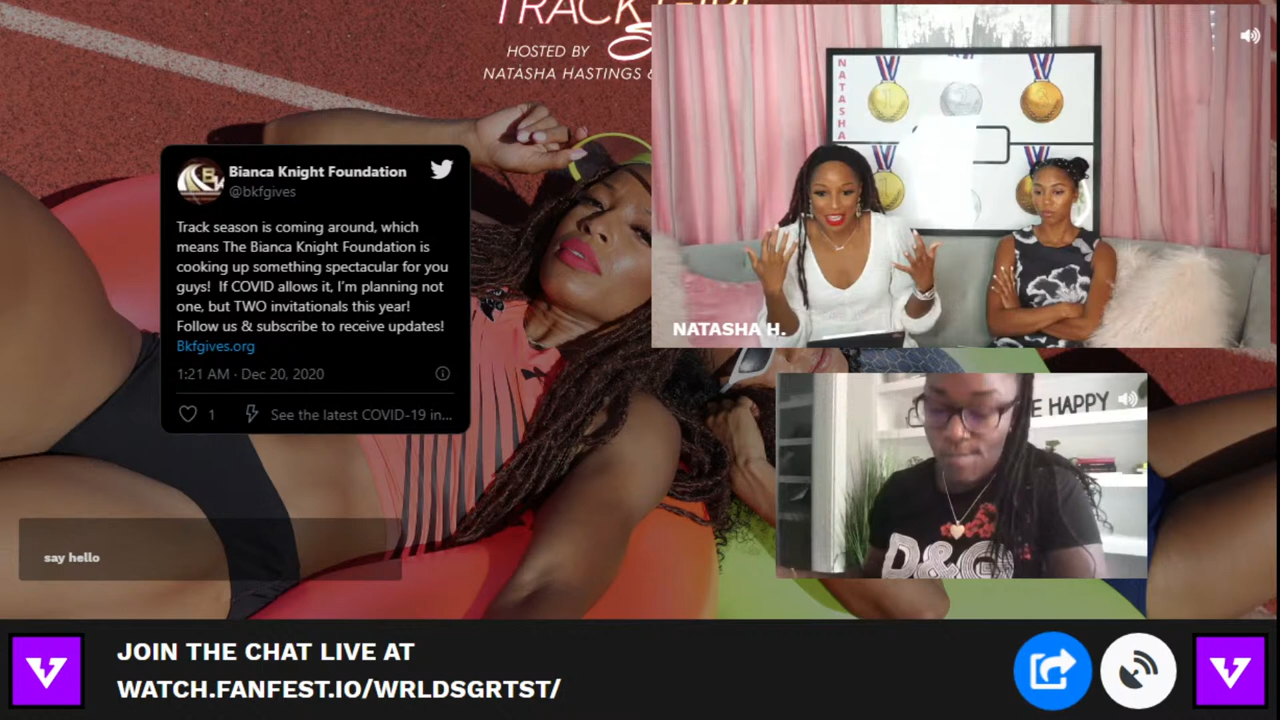 TRACK GIRL
HOSTED BY
NATASHA HASTINGS &
Bianca Knight Foundation
@bkfgives
Track season is coming around, which
means The Bianca Knight Foundation is
cooking up something spectacular for you
guys! If COVID allows it, I'm planning not
one, but TWO invitationals this year!
Follow us & subscribe to receive updates!
Bkfgives.org
1:21 AM · Dec 20, 2020
1
See the latest COVID-19 in...
NATASHA
NATASHA H.
E HAPPY
D&G
say hello
JOIN THE CHAT LIVE AT
WATCH.FANFEST.IO/WRLDSGRTST/